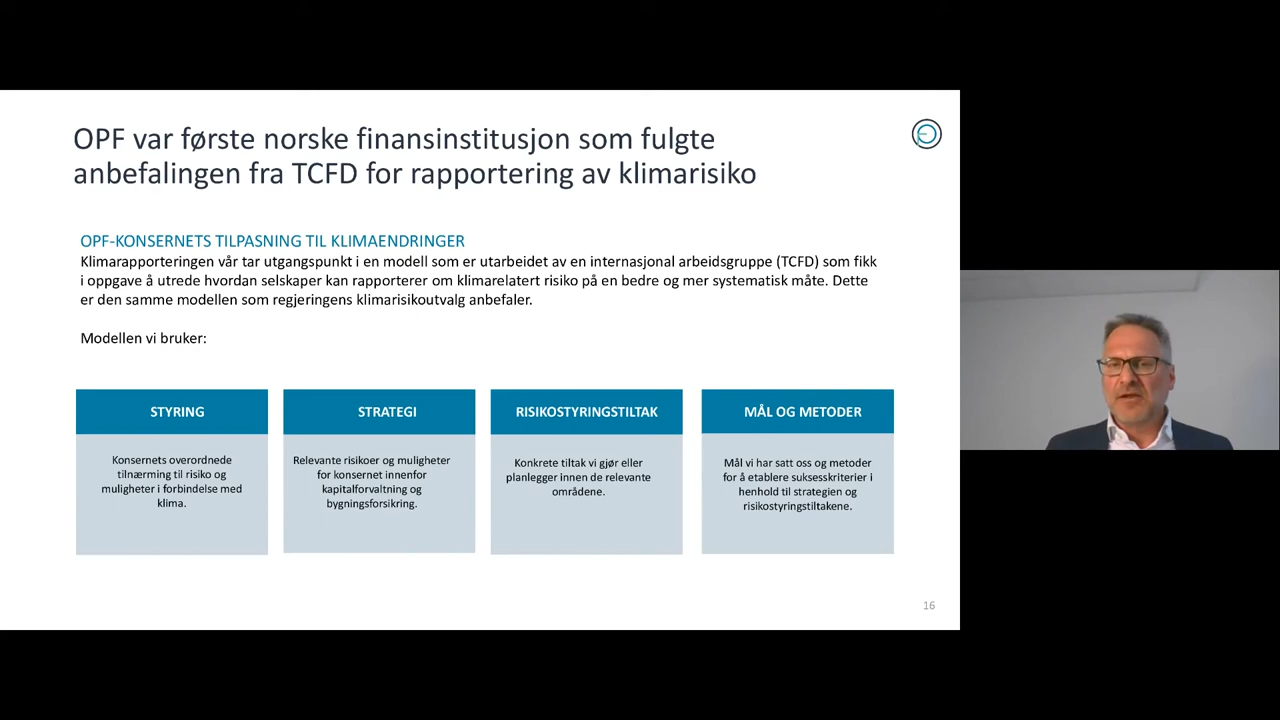 OPF var første norske finansinstitusjon som fulgte
anbefalingen fra TCFD for rapportering av klimarisiko
OPF-KONSERNETS TILPASNING TIL KLIMAENDRINGER
Klimarapporteringen vår tar utgangspunkt i en modell som er utarbeidet av en internasjonal arbeidsgruppe (TCFD) som fikk
i oppgave å utrede hvordan selskaper kan rapporterer om klimarelatert risiko på en bedre og mer systematisk måte. Dette
er den samme modellen som regjeringens klimarisikoutvalg anbefaler.
Modellen vi bruker:
STYRING
Konsernets overordnede
tilnærming til risiko og
muligheter i forbindelse med
klima.
STRATEGI
Relevante risikoer og muligheter
for konsernet innenfor
kapitalforvaltning og
bygningsforsikring.
RISIKOSTYRINGSTILTAK
Konkrete tiltak vi gjør eller
planlegger innen de relevante
områdene.
MÅL OG METODER
Mål vi har satt oss og metoder
for å etablere suksesskriterier i
henhold til strategien og
risikostyringstiltakene.
16